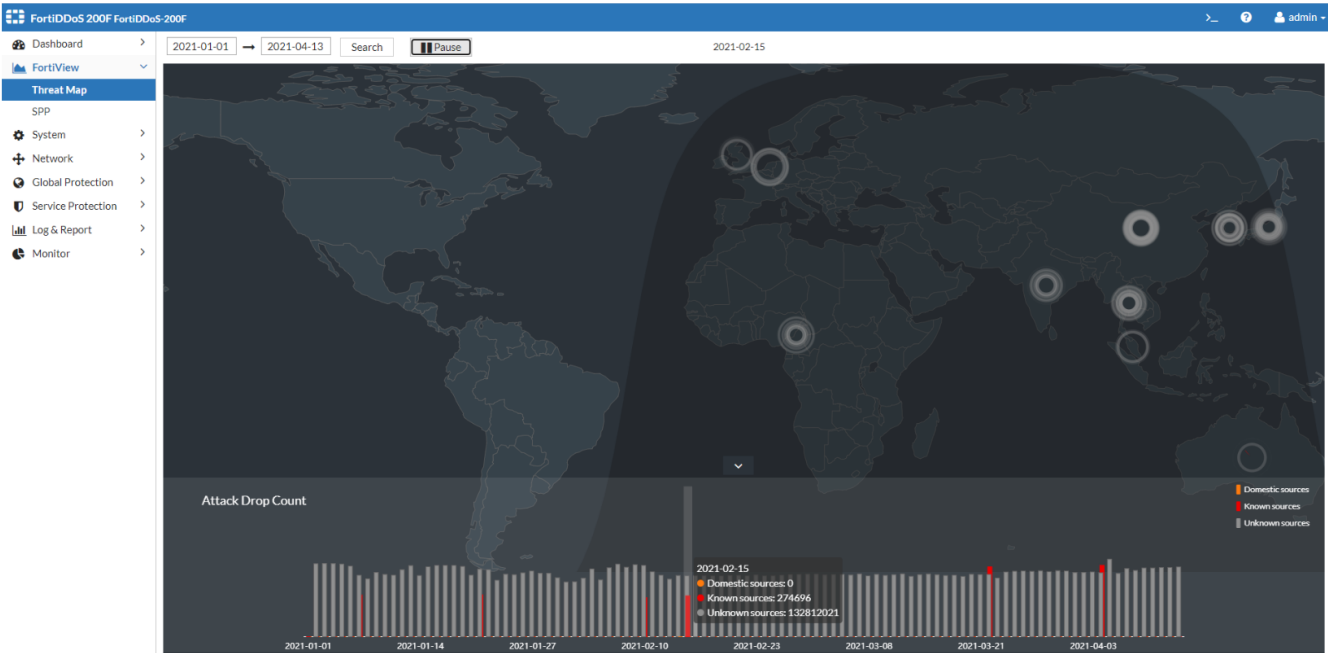 FortiDDoS 200F FortiDDoS-200F
>_
?
admin
Dashboard
FortiView
Threat Map
SPP
System
Network
Global Protection
Service Protection
Log & Report
Monitor
2021-01-01 → 2021-04-13 Search Pause 2021-02-15
Attack Drop Count
Domestic sources
Known sources
Unknown sources
2021-02-15
Domestic sources: 0
Known sources: 274696
Unknown sources: 132812021
2021-01-01 2021-01-14 2021-01-27 2021-02-10 2021-02-23 2021-03-08 2021-03-21 2021-04-03